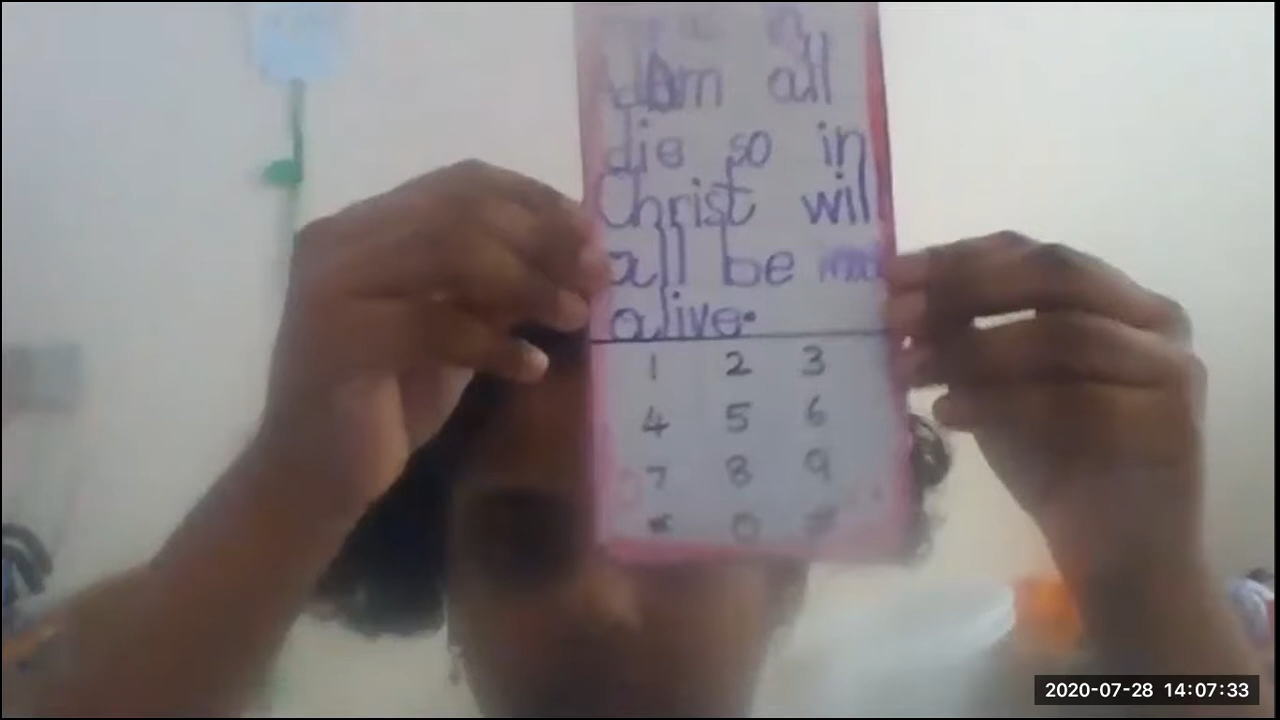 Adam all
die so in
Christ will
all be
alive.
1 2 3
4 5 6
7 8 9
* 0 #
2020-07-28 14:07:33